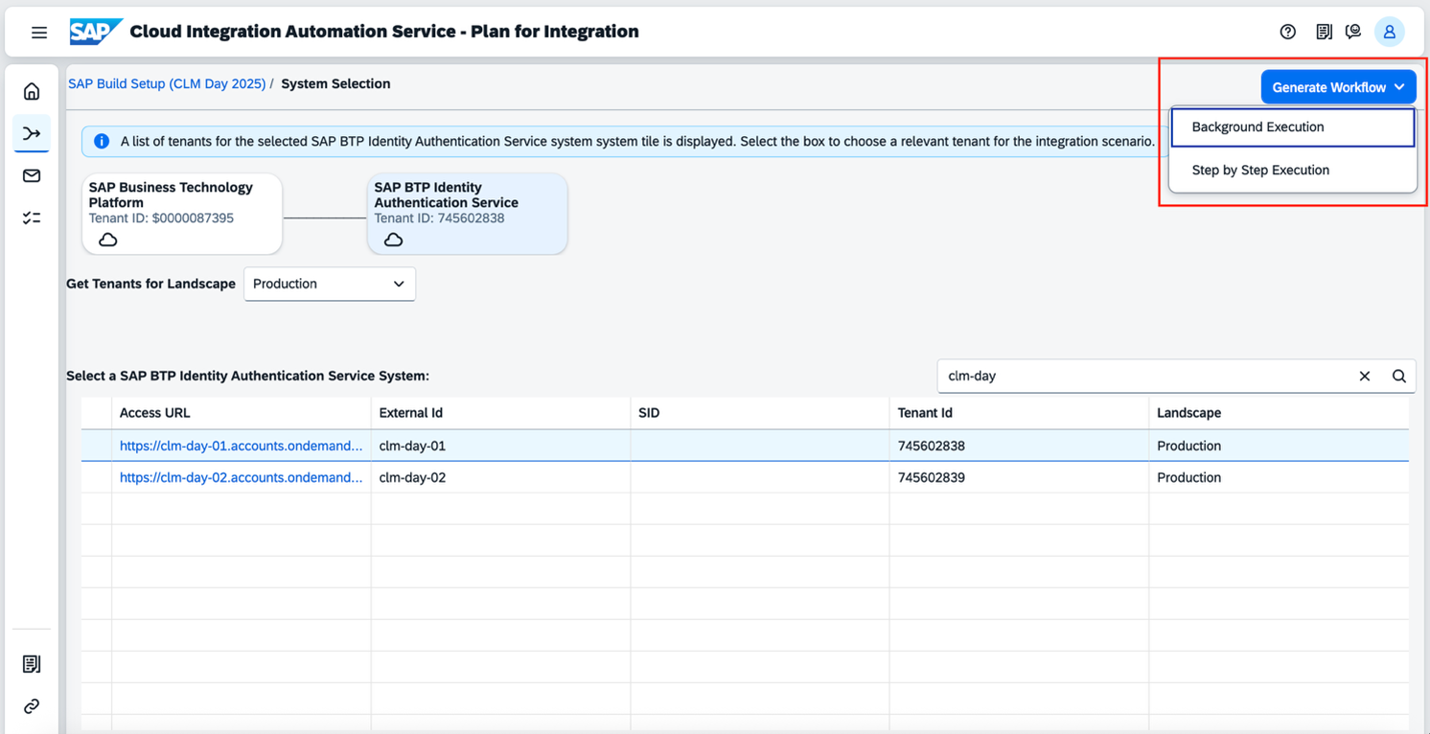 SAP Cloud Integration Automation Service - Plan for Integration
SAP Build Setup (CLM Day 2025) / System Selection
Generate Workflow
Background Execution
Step by Step Execution
A list of tenants for the selected SAP BTP Identity Authentication Service system system tile is displayed. Select the box to choose a relevant tenant for the integration scenario.
SAP Business Technology
Platform
Tenant ID: $0000087395
SAP BTP Identity
Authentication Service
Tenant ID: 745602838
Get Tenants for Landscape Production
Select a SAP BTP Identity Authentication Service System: clm-day
Access URL External Id SID Tenant Id Landscape
https://clm-day-01.accounts.ondemand... clm-day-01 745602838 Production
https://clm-day-02.accounts.ondemand... clm-day-02 745602839 Production